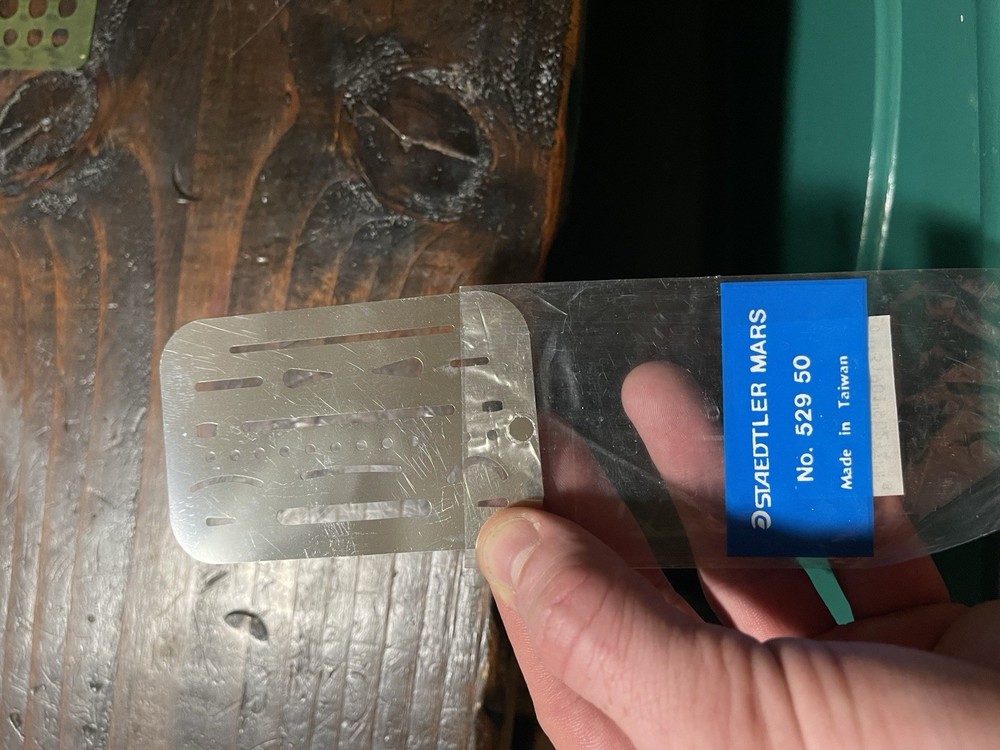 STAEDTLER MARS
No. 529 50
Made in Taiwan